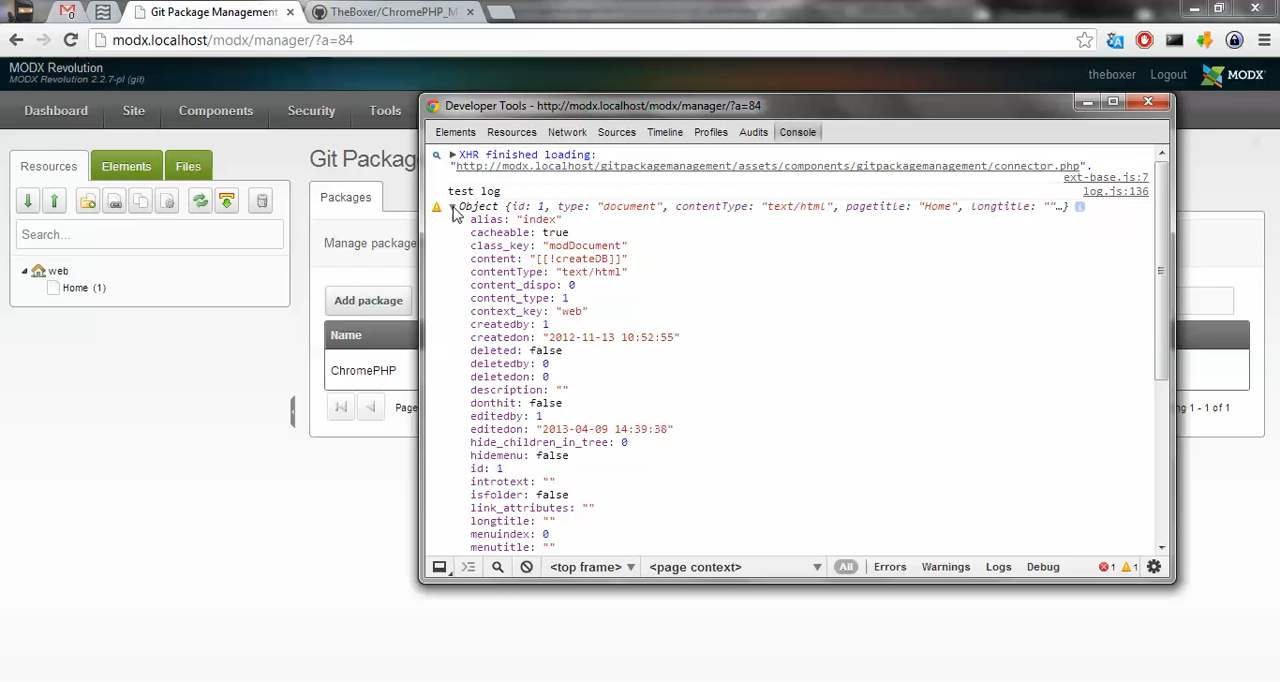 Git Package Management
TheBoxer/ChromePHP_M
modx.localhost/modx/manager/?a=84
MODX Revolution
MODX Revolution 2.2.7-pl (git)
theboxer
Logout
MODX
Dashboard
Site
Components
Security
Tools
Resources
Elements
Files
Search...
web
Home (1)
Git Packag
Packages
Manage package
Add package
Name
ChromePHP
Page
ng 1 - 1 of 1
Developer Tools - http://modx.localhost/modx/manager/?a=84
Elements Resources Network Sources Timeline Profiles Audits Console
XHR finished loading:
"http://modx.localhost/gitpackagemanagement/assets/components/gitpackagemanagement/connector.php".
ext-base.js:7
test log
log.js:136
Object {id: 1, type: "document", contentType: "text/html", pagetitle: "Home", longtitle: ""…}
alias: "index"
cacheable: true
class_key: "modDocument"
content: "[[!createDB]]"
contentType: "text/html"
content_dispo: 0
content_type: 1
context_key: "web"
createdby: 1
createdon: "2012-11-13 10:52:55"
deleted: false
deletedby: 0
deletedon: 0
description: ""
donthit: false
editedby: 1
editedon: "2013-04-09 14:39:38"
hide_children_in_tree: 0
hidemenu: false
id: 1
introtext: ""
isfolder: false
link_attributes: ""
longtitle: ""
menuindex: 0
menutitle: ""
<top frame> <page context> All Errors Warnings Logs Debug 1 1